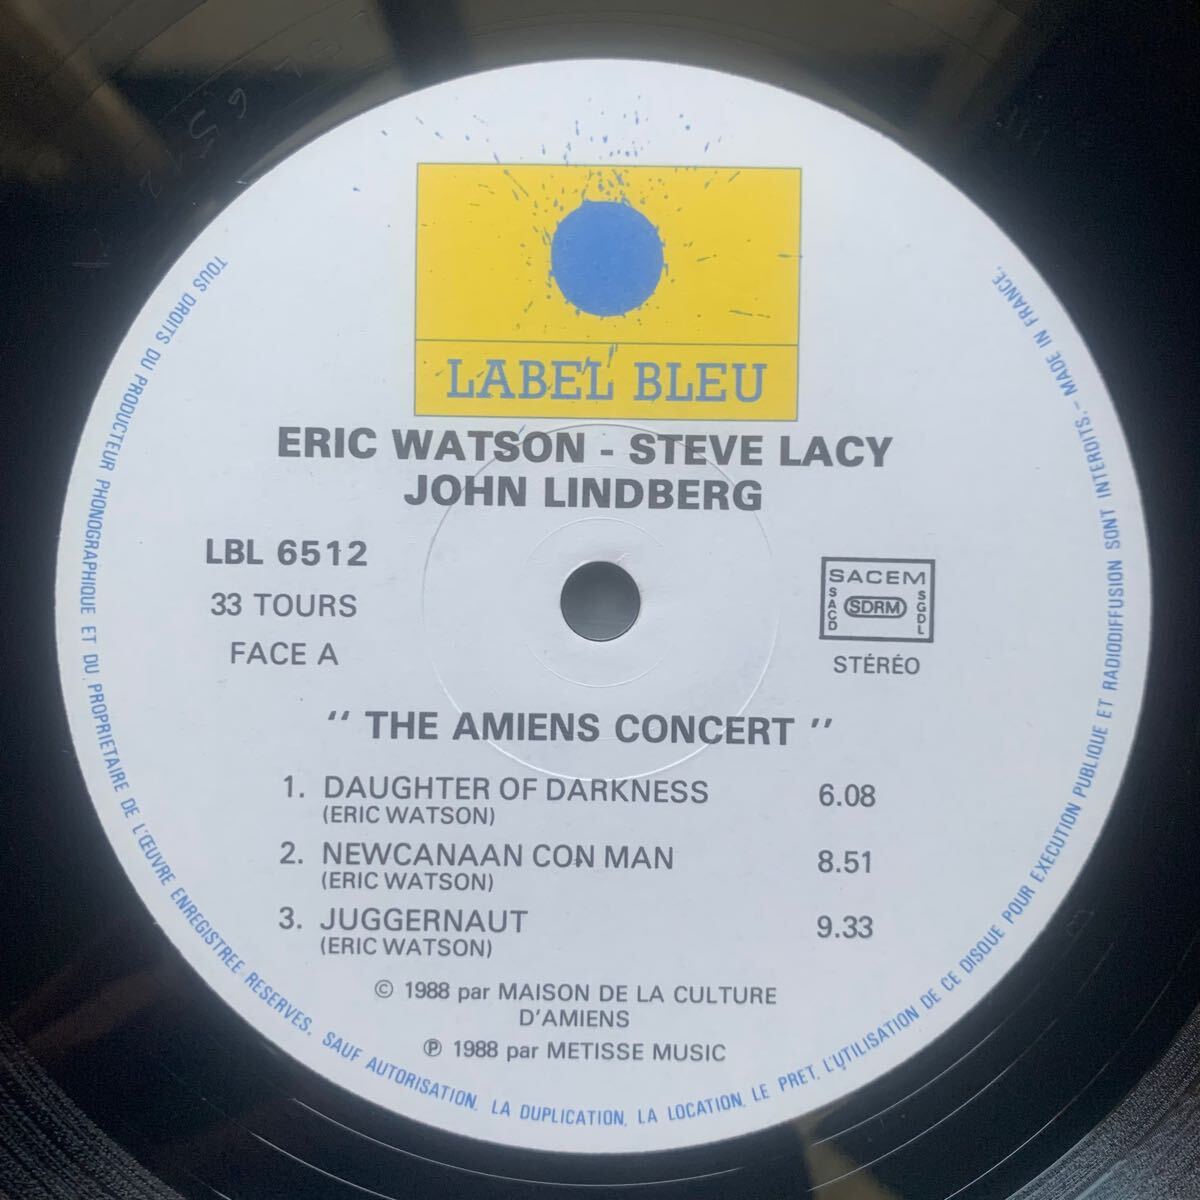 LABEL BLEU
ERIC WATSON - STEVE LACY
JOHN LINDBERG
LBL 6512
33 TOURS
FACE A
SACEM
SACD
SDRM
SGDL
STÉRÉO
" THE AMIENS CONCERT "
1. DAUGHTER OF DARKNESS 6.08
(ERIC WATSON)
2. NEWCANAAN CON MAN 8.51
(ERIC WATSON)
3. JUGGERNAUT 9.33
(ERIC WATSON)
© 1988 par MAISON DE LA CULTURE
D'AMIENS
℗ 1988 par METISSE MUSIC
TOUS DROITS DU PRODUCTEUR PHONOGRAPHIQUE ET DU PROPRIETAIRE DE L'ŒUVRE ENREGISTREE RESERVES. SAUF AUTORISATION, LA DUPLICATION, LA LOCATION, LE PRET, L'UTILISATION DE CE DISQUE POUR EXECUTION PUBLIQUE ET RADIODIFFUSION SONT INTERDITS. - MADE IN FRANCE.